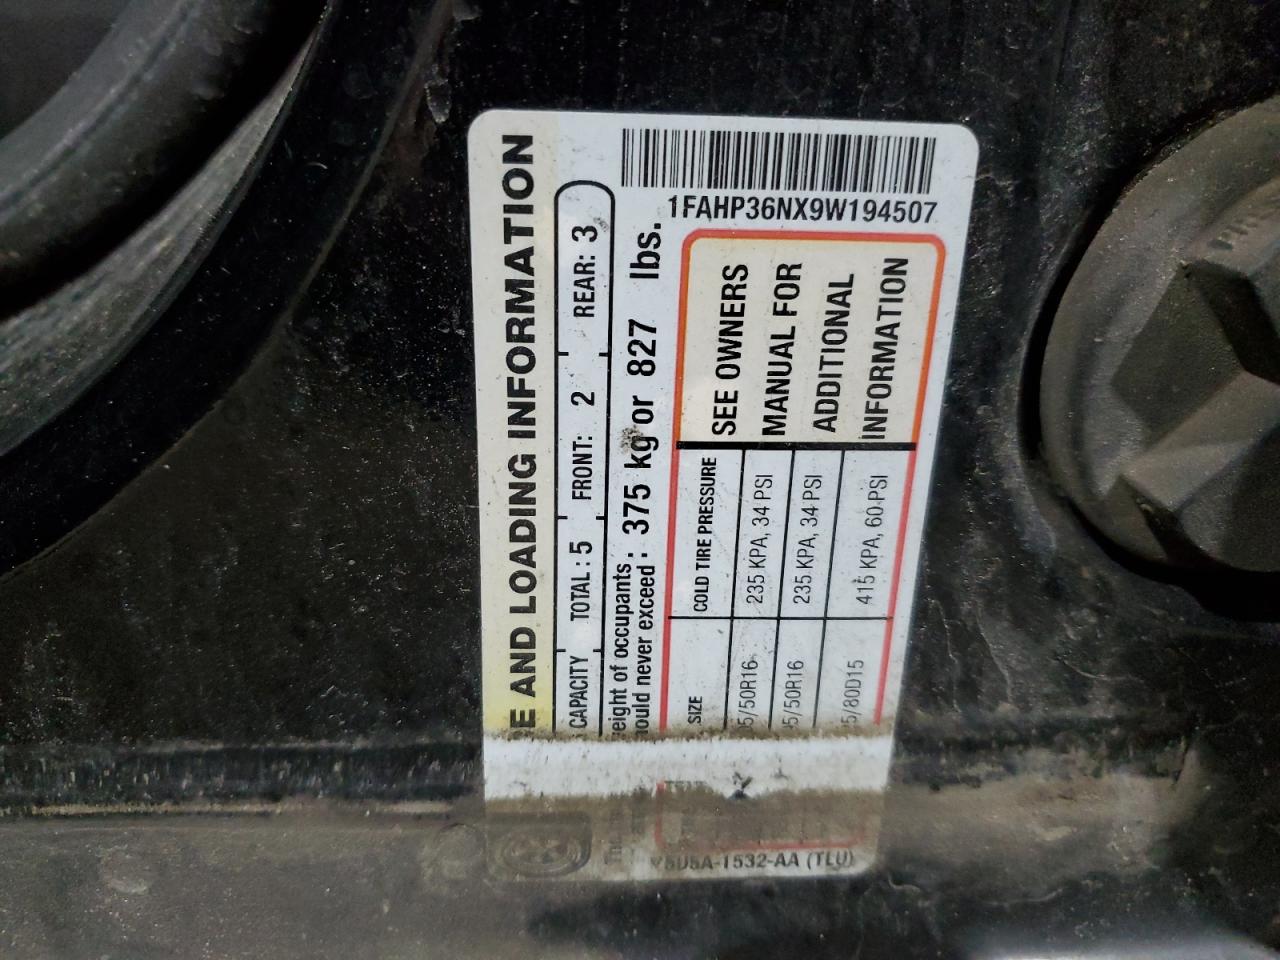 1FAHP36NX9W194507
AND LOADING INFORMATION
CAPACITY TOTAL : 5 FRONT: 2 REAR: 3
eight of occupants :
ould never exceed : 375 kg or 827 lbs.
SIZE COLD TIRE PRESSURE
5/50R16 235 KPA, 34 PSI
5/50R16 235 KPA, 34 PSI
5/80D15 415 KPA, 60 PSI
SEE OWNERS
MANUAL FOR
ADDITIONAL
INFORMATION
1532-AA (TLU)